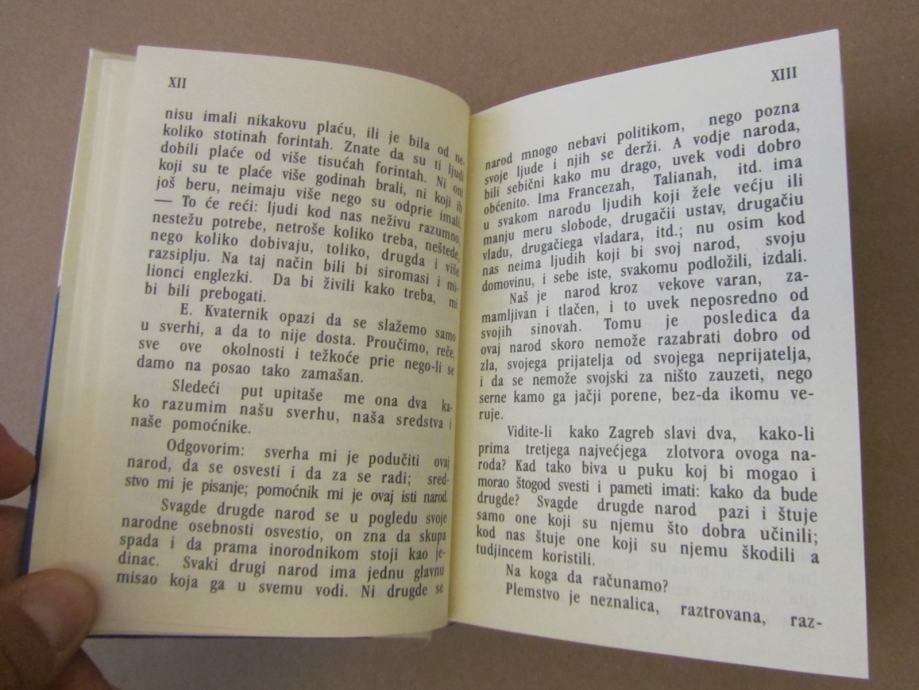 XII
nisu imali nikakovu plaću, ili je bila od ne-
koliko stotinah forintah. Znate da su ti ljudi
dobili plaće od više tisućah forintah. Ni oni
koji su te plaće više godinah brali, ni koji ih
još beru, neimaju više nego su odprie imali.
— To će reći: ljudi kod nas neživu razumno,
nestežu potrebe, netroše koliko treba, neštede,
nego koliko dobivaju, toliko, drugda i više
razsiplju. Na taj način bili bi siromasi i mi-
lionci englezki. Da bi živili kako treba, mi
bi bili prebogati.
E. Kvaternik opazi da se slažemo samo
u sverhi, a da to nije dosta. Proučimo, reče,
sve ove okolnosti i težkoće prie nego-li se
damo na posao tako zamašan.
Sledeći put upitaše me ona dva ka-
ko razumim našu sverhu, naša sredstva i
naše pomoćnike.
Odgovorim: sverha mi je podučiti ovaj
narod, da se osvesti i da za se radi; sred-
stvo mi je pisanje; pomoćnik mi je ovaj isti narod.
Svagde drugde narod se u pogledu svoje
narodne osebnosti osvestio, on zna da skupa
spada i da prama inorodnikom stoji kao je-
dinac. Svaki drugi narod ima jednu glavnu
misao koja ga u svemu vodi. Ni drugde se
XIII
narod mnogo nebavi politikom, nego pozna
svoje ljude i njih se derži. A vodje naroda,
bili sebični kako mu drago, uvek vodi dobro
obćenito. Ima Francezah, Talianah, itd. ima
u svakom narodu ljudih koji žele većju ili
manju meru slobode, drugačii ustav, drugačiu
vladu, drugačiega vladara, itd.; nu osim kod
nas neima ljudih koji bi svoj narod, svoju
domovinu, i sebe iste, svakomu podložili, izdali.
Naš je narod kroz vekove varan, za-
mamljivan i tlačen, i to uvek neposredno od
svojih sinovah. Tomu je posledica da
ovaj narod skoro nemože razabrati dobro od
zla, svojega prijatelja od svojega neprijatelja,
i da se nemože svojski za ništo zauzeti, nego
serne kamo ga jačji porene, bez-da ikomu ve-
ruje.
Vidite-li kako Zagreb slavi dva, kako-li
prima tretjega najvećjega zlotvora ovoga na-
roda? Kad tako biva u puku koj bi mogao i
morao štogod svesti i pameti imati: kako da bude
drugde? Svagde drugde narod pazi i štuje
samo one koji su njemu što dobra učinili;
kod nas štuje one koji su njemu škodili a
tudjincem koristili.
Na koga da računamo?
Plemstvo je neznalica, raztrovana, raz-